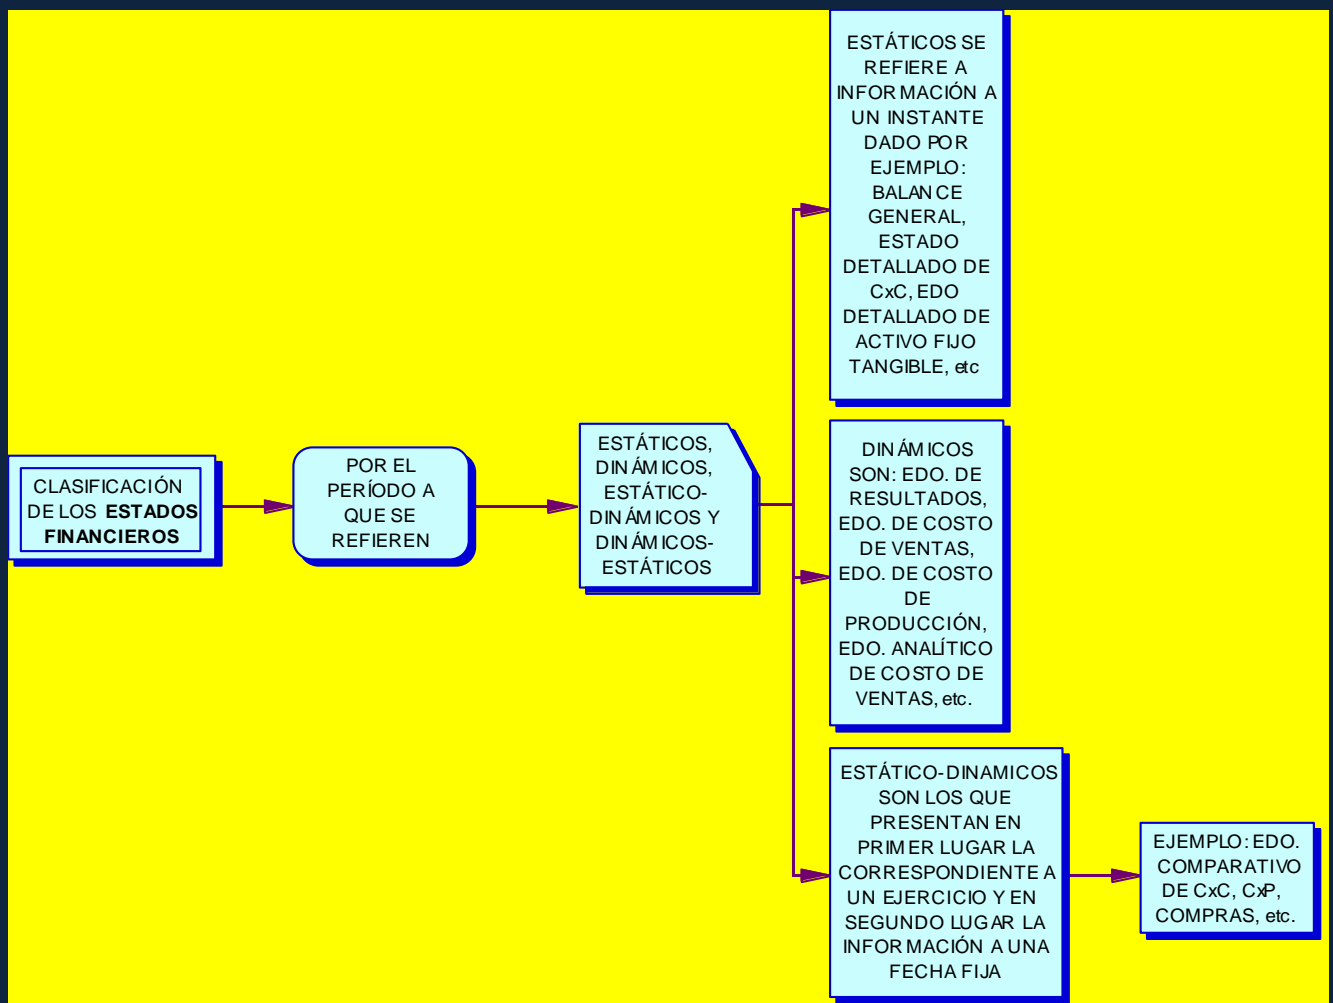 CLASIFICACIÓN
DE LOS ESTADOS
FINANCIEROS
POR EL
PERÍODO A
QUE SE
REFIEREN
ESTÁTICOS,
DINÁMICOS,
ESTÁTICO-
DINÁMICOS Y
DINÁMICOS-
ESTÁTICOS
ESTÁTICOS SE
REFIERE A
INFORMACIÓN A
UN INSTANTE
DADO POR
EJEMPLO:
BALANCE
GENERAL,
ESTADO
DETALLADO DE
CxC, EDO
DETALLADO DE
ACTIVO FIJO
TANGIBLE, etc
DINÁMICOS
SON: EDO. DE
RESULTADOS,
EDO. DE COSTO
DE VENTAS,
EDO. DE COSTO
DE
PRODUCCIÓN,
EDO. ANALÍTICO
DE COSTO DE
VENTAS, etc.
ESTÁTICO-DINAMICOS
SON LOS QUE
PRESENTAN EN
PRIMER LUGAR LA
CORRESPONDIENTE A
UN EJERCICIO Y EN
SEGUNDO LUGAR LA
INFORMACIÓN A UNA
FECHA FIJA
EJEMPLO: EDO.
COMPARATIVO
DE CxC, CxP,
COMPRAS, etc.